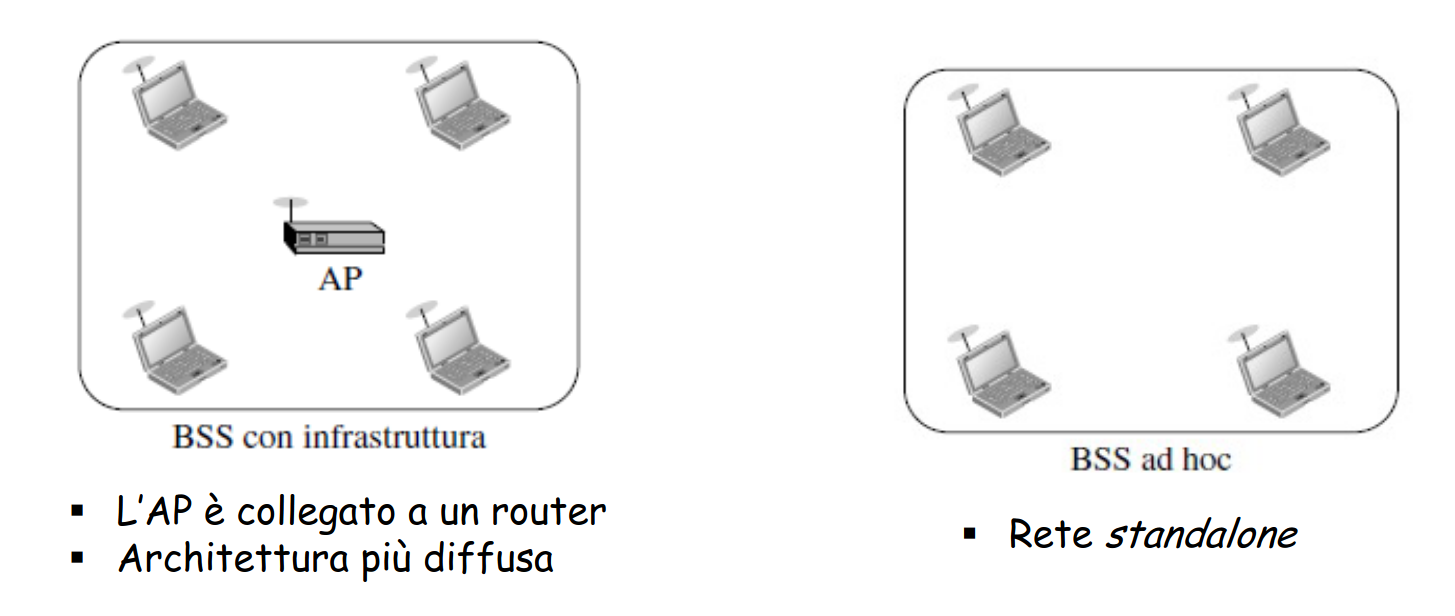 AP
BSS con infrastruttura
▪ L'AP è collegato a un router
▪ Architettura più diffusa
BSS ad hoc
▪ Rete standalone